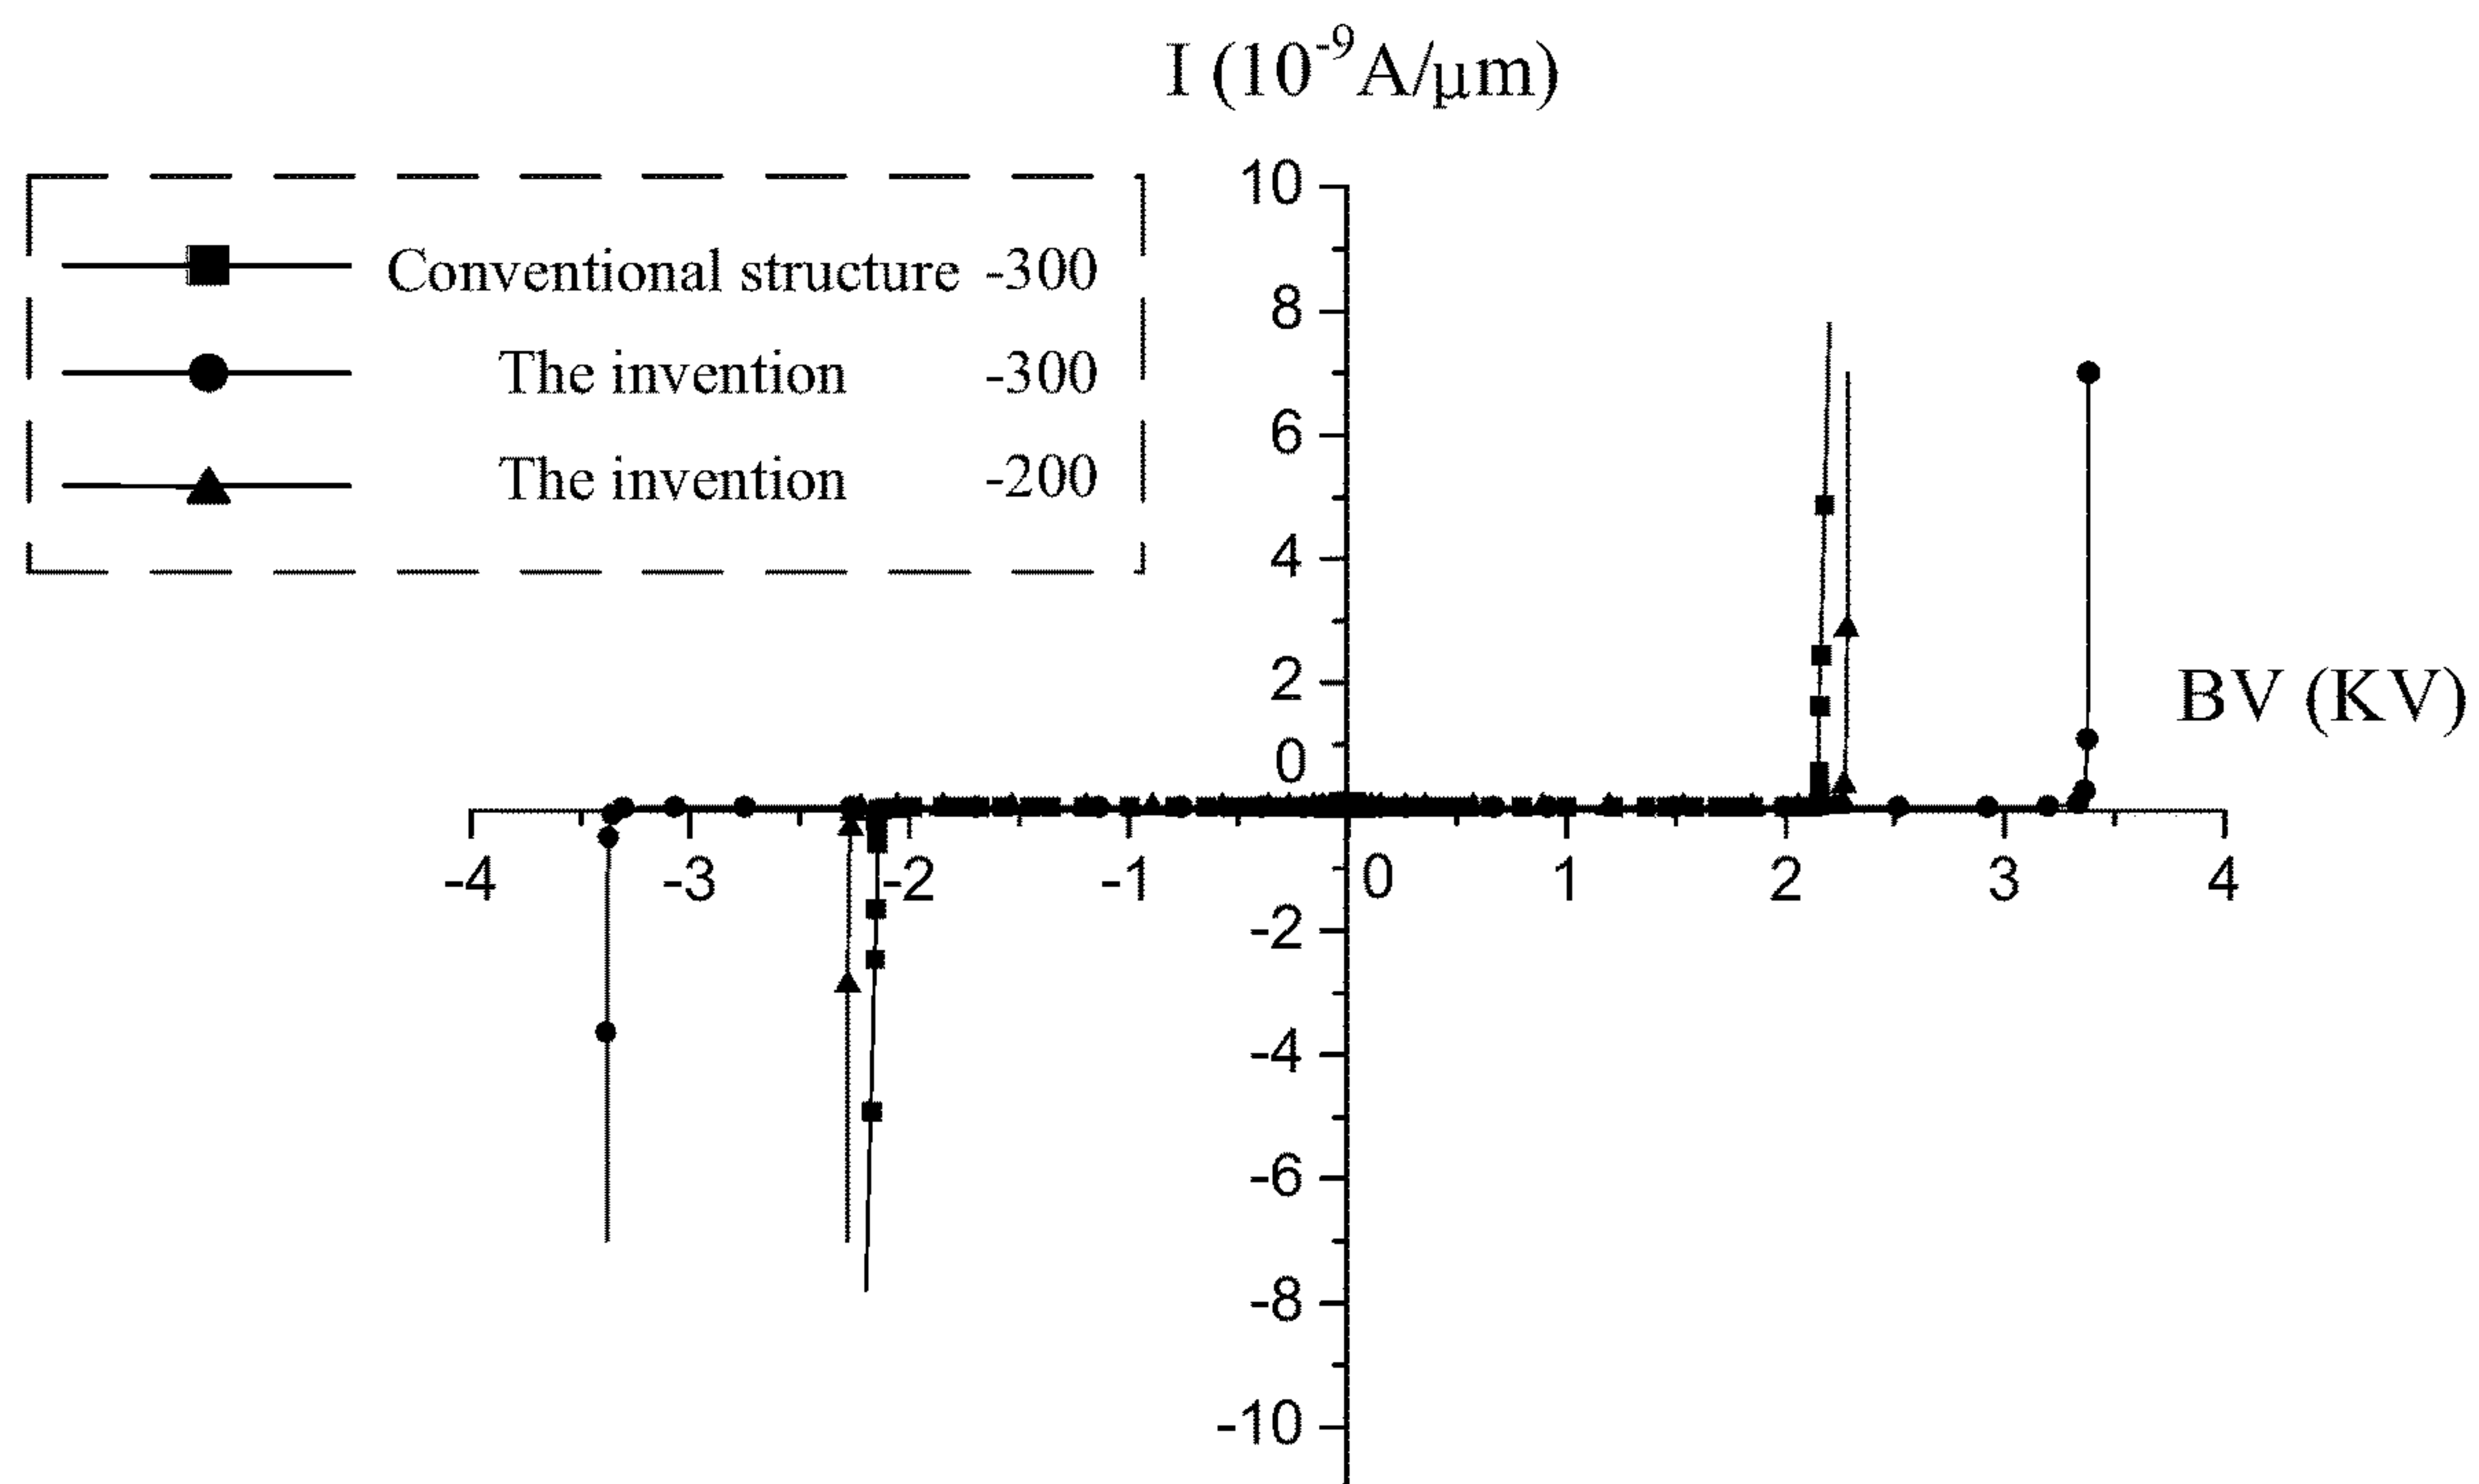 I (10⁻⁹A/µm)
Conventional structure -300
The invention -300
The invention -200
10
8
6
4
2
0
BV (KV)
-4 -3 -2 -1 0 1 2 3 4
-2
-4
-6
-8
-10